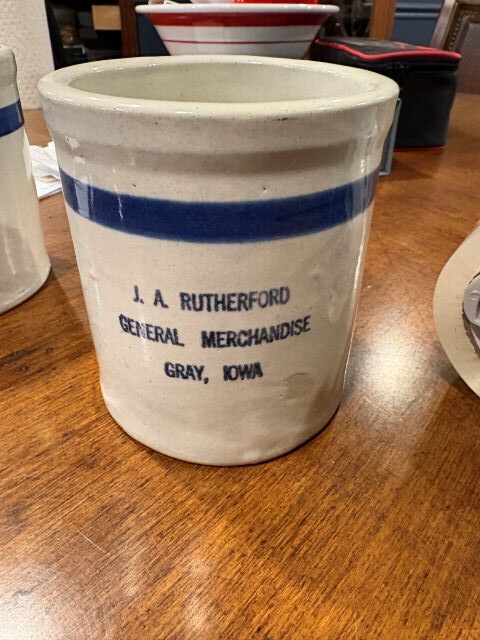 J. A. RUTHERFORD
GENERAL MERCHANDISE
GRAY, IOWA